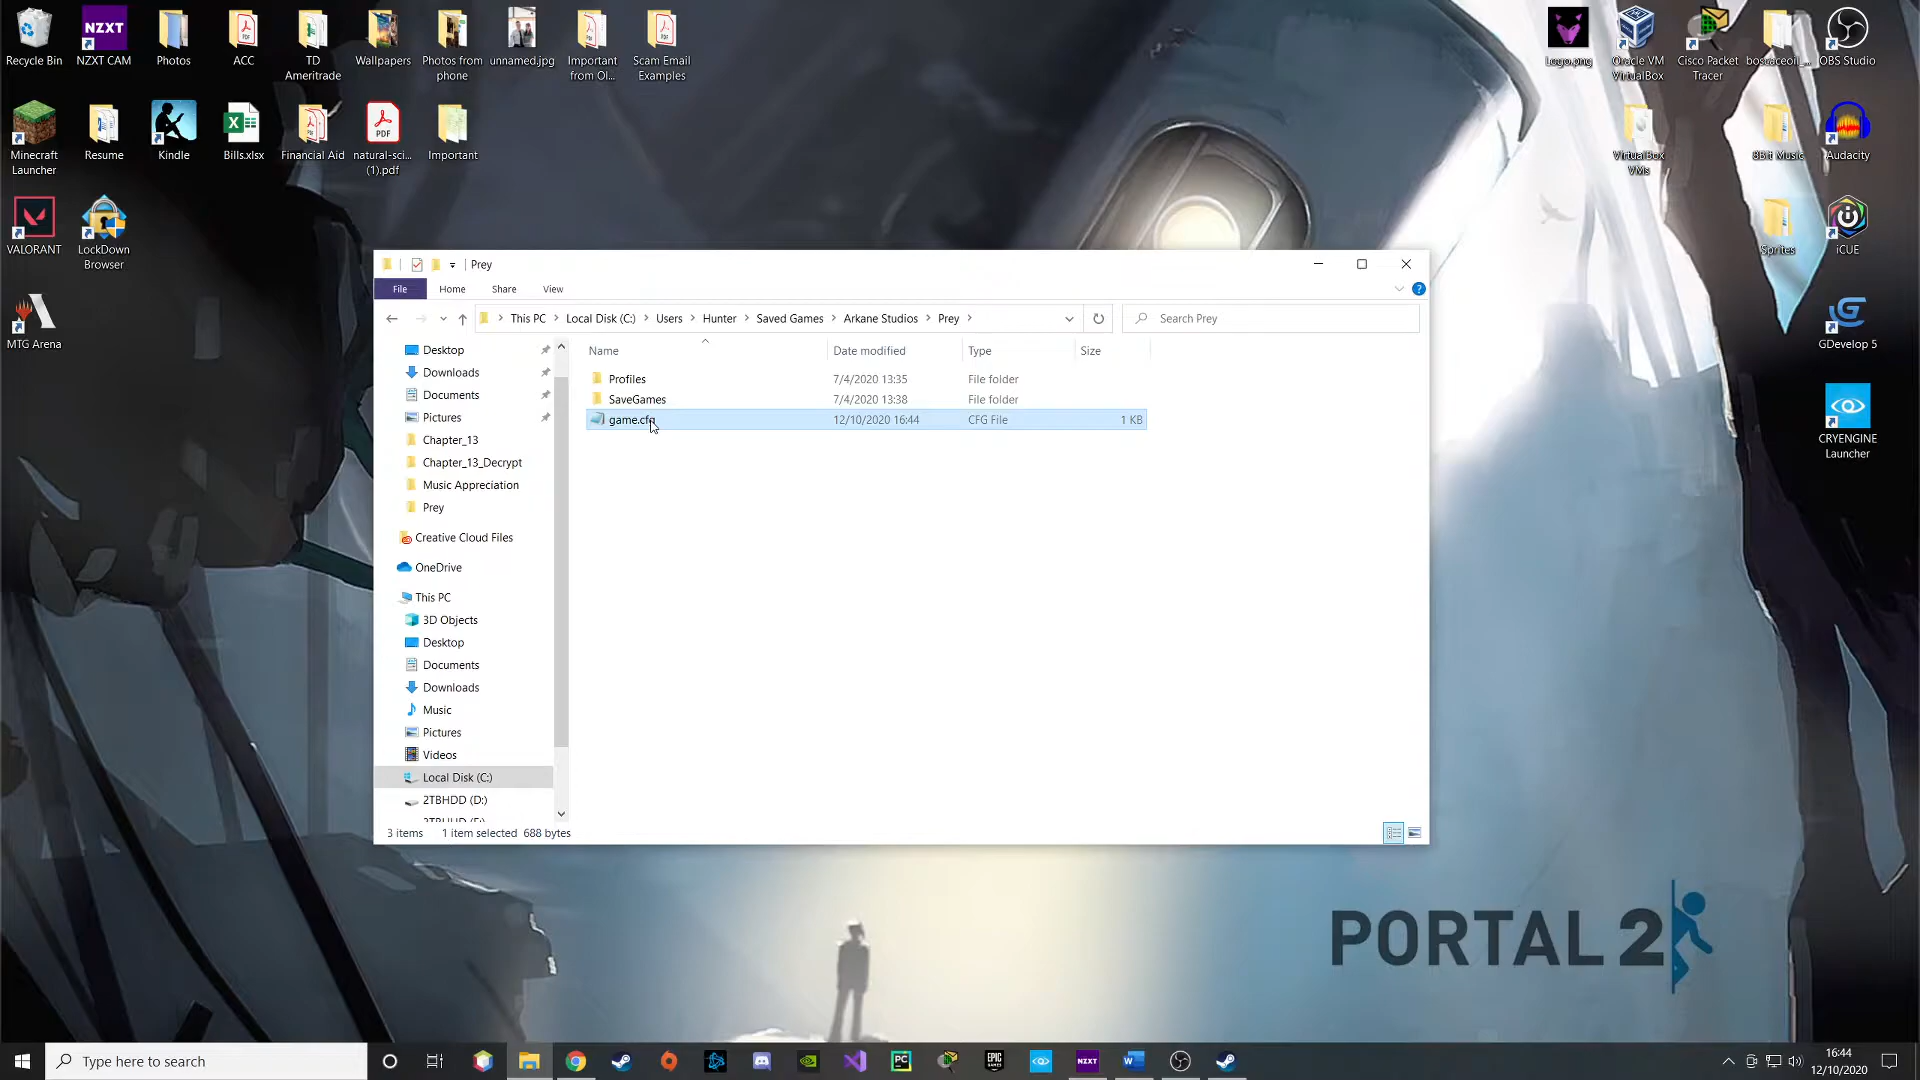 Recycle Bin
NZXT
NZXT CAM
Photos
ACC
TD
Ameritrade
Wallpapers
Photos from
phone
unnamed.jpg
Important
from Ol...
Scam Email
Examples
Logo.png
Oracle VM
VirtualBox
Cisco Packet
Tracer
boscaceoil_...
OBS Studio
Minecraft
Launcher
Resume
Kindle
Bills.xlsx
Financial Aid
PDF
natural-sci...
(1).pdf
Important
VirtualBox
VMs
8Bit Music
Audacity
VALORANT
LockDown
Browser
Sprites
iCUE
MTG Arena
GDevelop 5
CRYENGINE
Launcher
Prey
File
Home
Share
View
This PC
Local Disk (C:)
Users
Hunter
Saved Games
Arkane Studios
Prey
Search Prey
Name
Date modified
Type
Size
Profiles
7/4/2020 13:35
File folder
SaveGames
7/4/2020 13:38
File folder
game.cfg
12/10/2020 16:44
CFG File
1 KB
Desktop
Downloads
Documents
Pictures
Chapter_13
Chapter_13_Decrypt
Music Appreciation
Prey
Creative Cloud Files
OneDrive
This PC
3D Objects
Desktop
Documents
Downloads
Music
Pictures
Videos
Local Disk (C:)
2TBHDD (D:)
3 items
1 item selected 688 bytes
PORTAL 2
Type here to search
PC
EPIC
GAMES
NZXT
16:44
12/10/2020